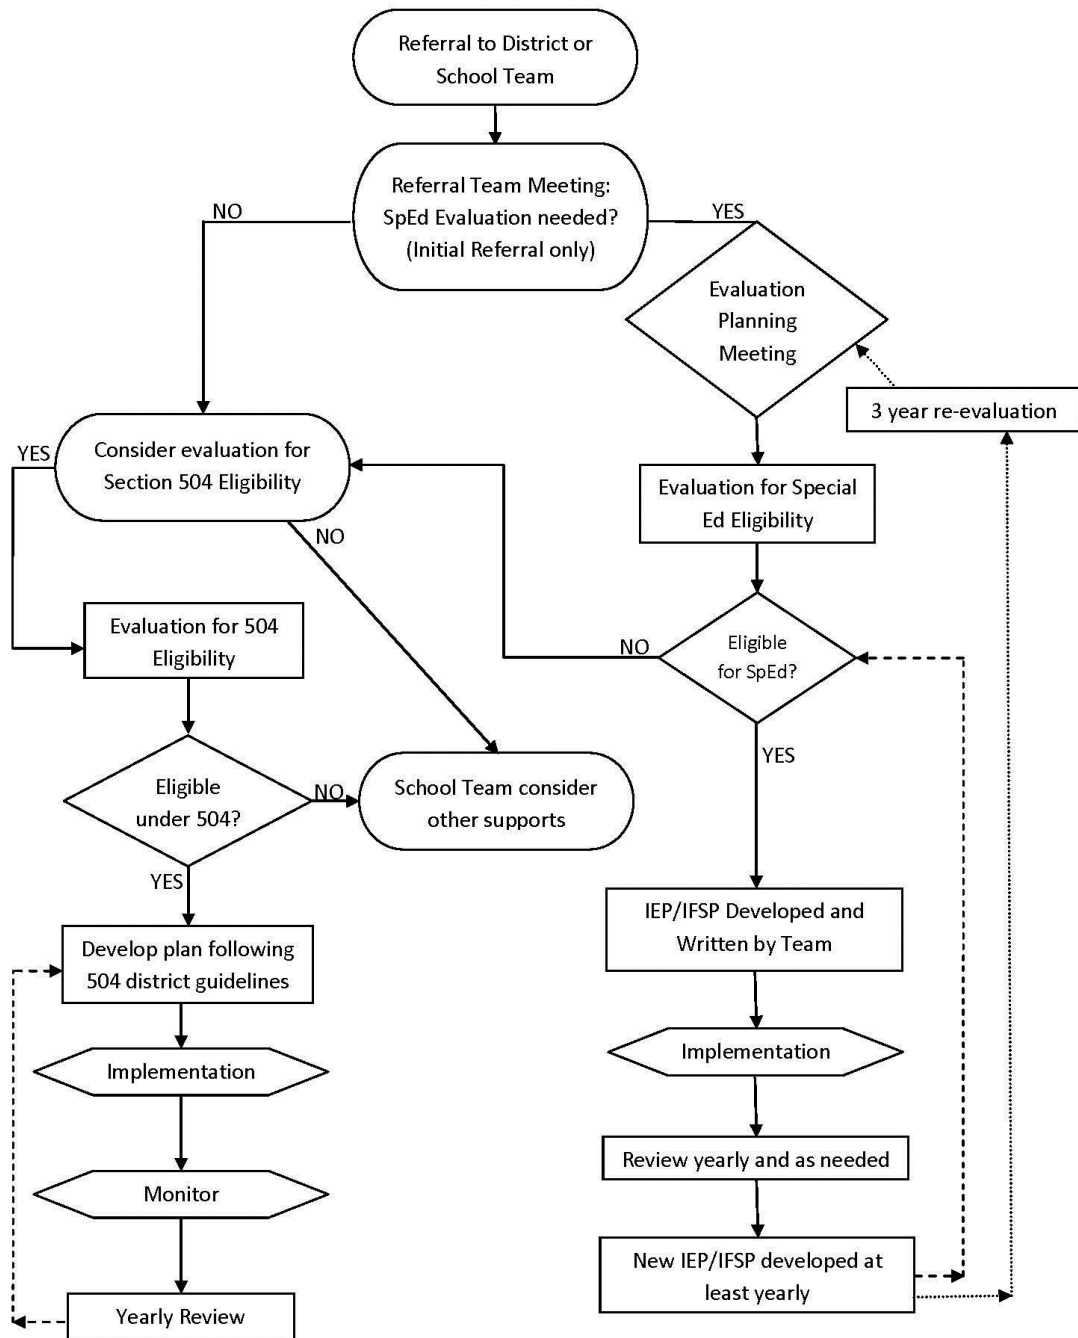 Referral to District or
School Team
Referral Team Meeting:
SpEd Evaluation needed?
(Initial Referral only)
NO
YES
Evaluation
Planning
Meeting
3 year re-evaluation
YES
Consider evaluation for
Section 504 Eligibility
NO
Evaluation for Special
Ed Eligibility
Evaluation for 504
Eligibility
NO
Eligible
for SpEd?
YES
Eligible
under 504?
NO
School Team consider
other supports
YES
IEP/IFSP Developed and
Written by Team
Develop plan following
504 district guidelines
Implementation
Implementation
Review yearly and as needed
Monitor
New IEP/IFSP developed at
least yearly
Yearly Review